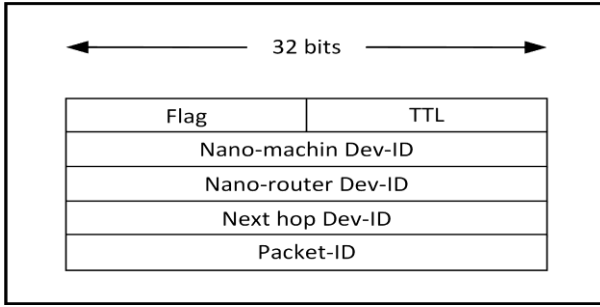 32 bits
Flag TTL
Nano-machin Dev-ID
Nano-router Dev-ID
Next hop Dev-ID
Packet-ID